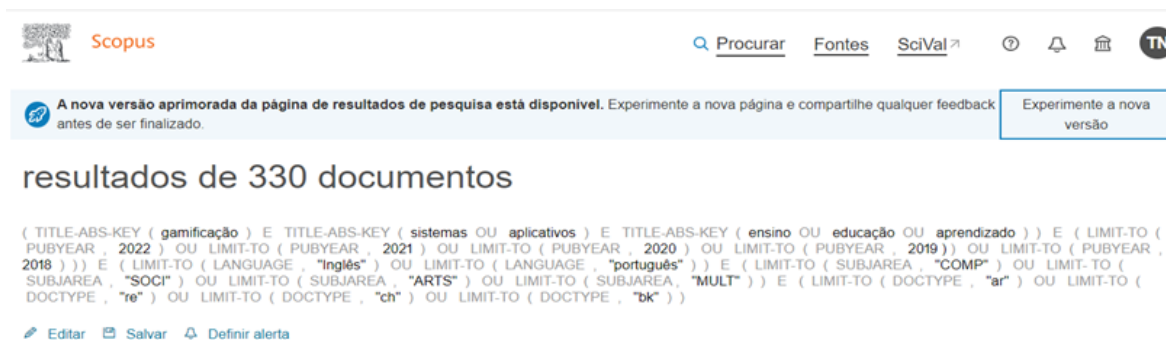 Scopus
Procurar Fontes SciVal
TN
A nova versão aprimorada da página de resultados de pesquisa está disponível. Experimente a nova página e compartilhe qualquer feedback
antes de ser finalizado.
Experimente a nova
versão
resultados de 330 documentos
( TITLE-ABS-KEY ( gamificação ) E TITLE-ABS-KEY ( sistemas OU aplicativos ) E TITLE-ABS-KEY ( ensino OU educação OU aprendizado ) ) E ( LIMIT-TO (
PUBYEAR , 2022 ) OU LIMIT-TO ( PUBYEAR , 2021 ) OU LIMIT-TO ( PUBYEAR , 2020 ) OU LIMIT-TO ( PUBYEAR , 2019 ) ) OU LIMIT-TO ( PUBYEAR ,
2018 ) ) ) E ( LIMIT-TO ( LANGUAGE , "Inglês" ) OU LIMIT-TO ( LANGUAGE , "português" ) ) E ( LIMIT-TO ( SUBJAREA , "COMP" ) OU LIMIT- TO (
SUBJAREA , "SOCI" ) OU LIMIT-TO ( SUBJAREA , "ARTS" ) OU LIMIT-TO ( SUBJAREA, "MULT" ) ) E ( LIMIT-TO ( DOCTYPE , "ar" ) OU LIMIT-TO (
DOCTYPE , "re" ) OU LIMIT-TO ( DOCTYPE , "ch" ) OU LIMIT-TO ( DOCTYPE , "bk" ) )
Editar Salvar Definir alerta